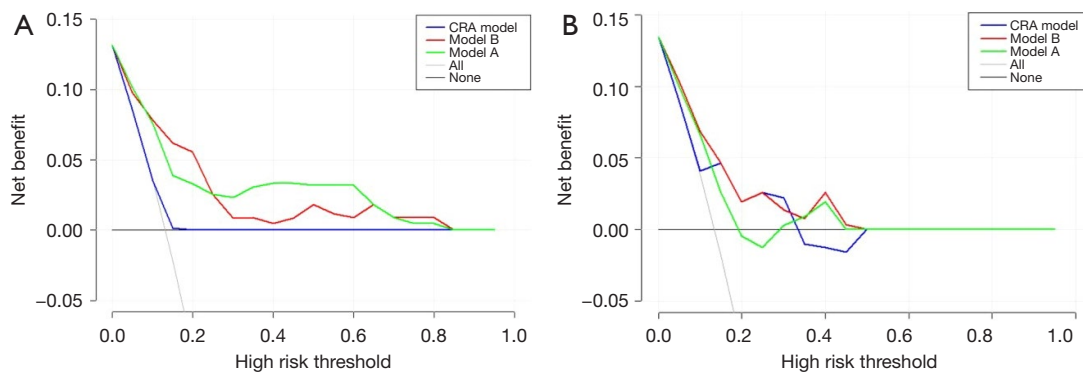 A
0.15
0.10
0.05
0.00
−0.05
Net benefit
CRA model
Model B
Model A
All
None
0.0 0.2 0.4 0.6 0.8 1.0
High risk threshold
B
0.15
0.10
0.05
0.00
−0.05
Net benefit
CRA model
Model B
Model A
All
None
0.0 0.2 0.4 0.6 0.8 1.0
High risk threshold